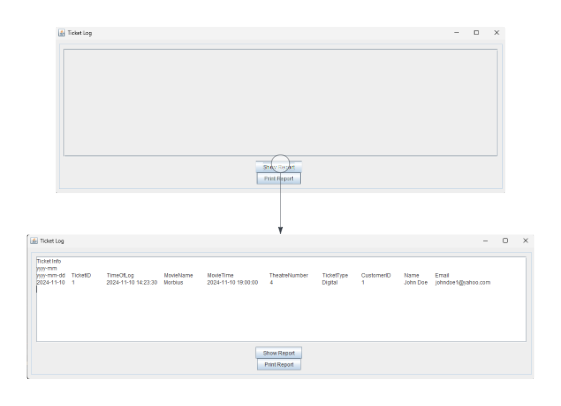 Ticket Log
Show Report
Print Report
Ticket Log
Ticket Info
yyy-mm
yyy-mm-dd TicketID TimeOfLog MovieName MovieTime TheatreNumber TicketType CustomerID Name Email
2024-11-10 1 2024-11-10 14:23:30 Morbius 2024-11-10 19:00:00 4 Digital 1 John Doe johndoe1@yahoo.com
Show Report
Print Report